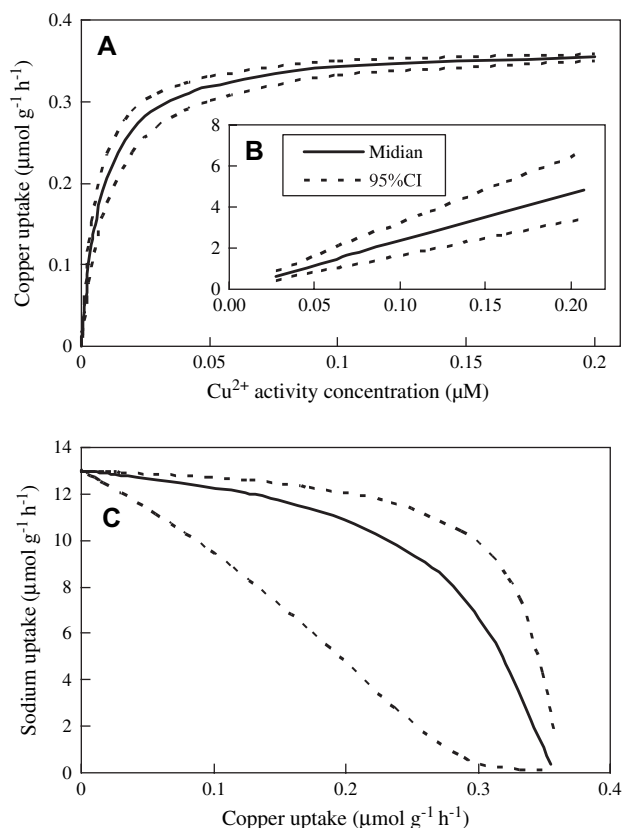 A
0.4
0.3
0.2
0.1
0
Copper uptake (µmol g⁻¹ h⁻¹)
B
Midian
95%CI
8
6
4
2
0
0.00 0.05 0.10 0.15 0.20
0 0.05 0.1 0.15 0.2
Cu²⁺ activity concentration (µM)
C
14
12
10
8
6
4
2
0
Sodium uptake (µmol g⁻¹ h⁻¹)
0 0.1 0.2 0.3 0.4
Copper uptake (µmol g⁻¹ h⁻¹)